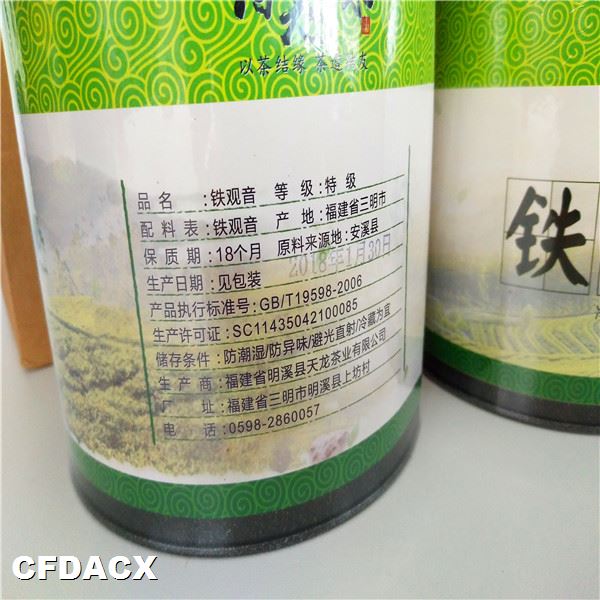 以茶结缘 茶道
品 名 :铁观音 等 级:特级
配 料 表:铁观音 产 地:福建省三明市
保 质 期:18个月 原料来源地:安溪县
2018年1月30日
生产日期:见包装
产品执行标准号:GB/T19598-2006
生产许可证:SC11435042100085
储存条件:防潮湿/防异味/避光直射/冷藏为宜
生 产 商:福建省明溪县天龙茶业有限公司
厂 址:福建省三明市明溪县上坊村
电 话:0598-2860057
铁
CFDACX